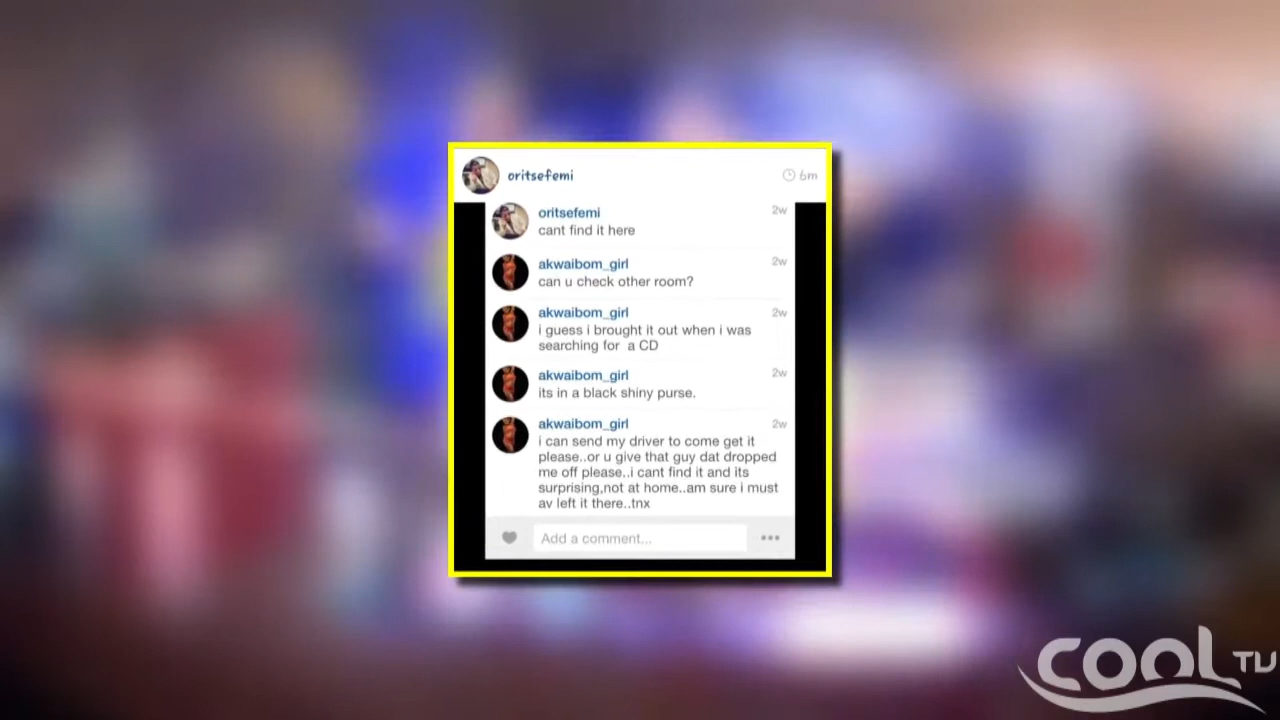 oritsefemi
6m
oritsefemi
2w
cant find it here
akwaibom_girl
2w
can u check other room?
akwaibom_girl
2w
i guess i brought it out when i was
searching for a CD
akwaibom_girl
2w
its in a black shiny purse.
akwaibom_girl
2w
i can send my driver to come get it
please..or u give that guy dat dropped
me off please..i cant find it and its
surprising,not at home..am sure i must
av left it there..tnx
Add a comment...
COOL TV